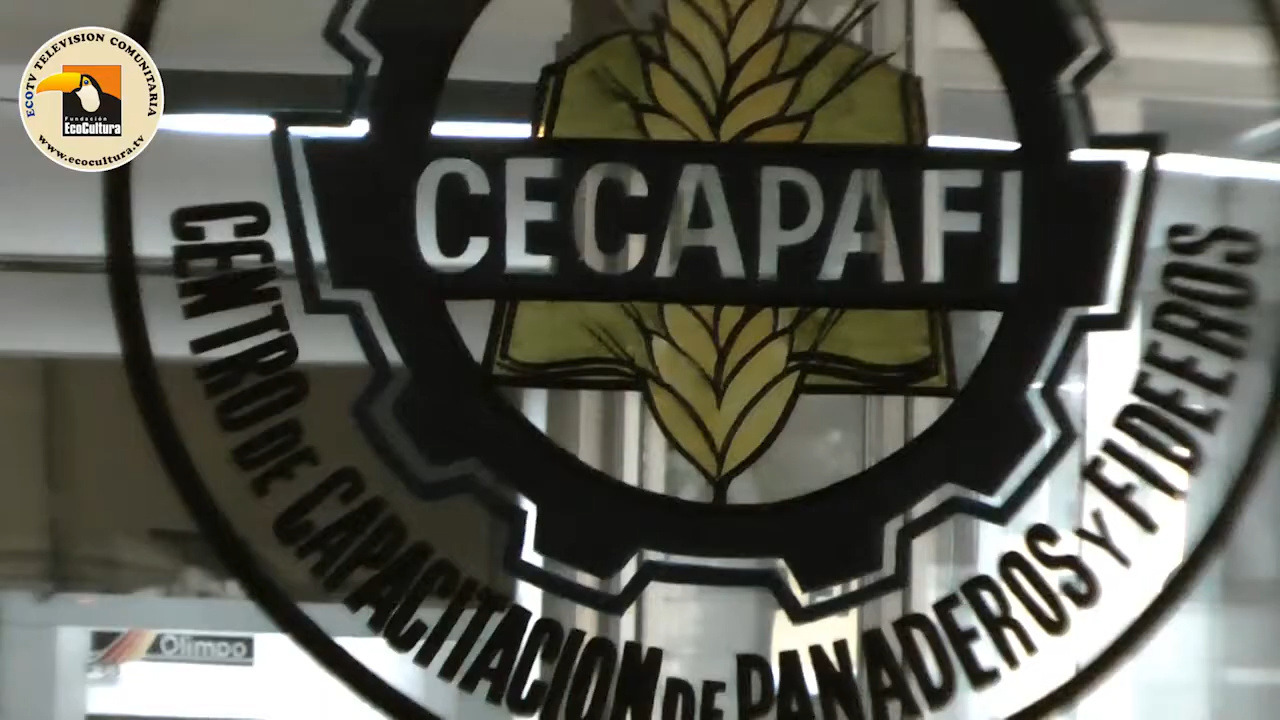 ECOTV TELEVISION COMUNITARIA
Fundación
EcoCultura
www.ecocultura.tv
CECAPAFI
CENTRO DE CAPACITACION DE PANADEROS Y FIDEEROS
Olimpo